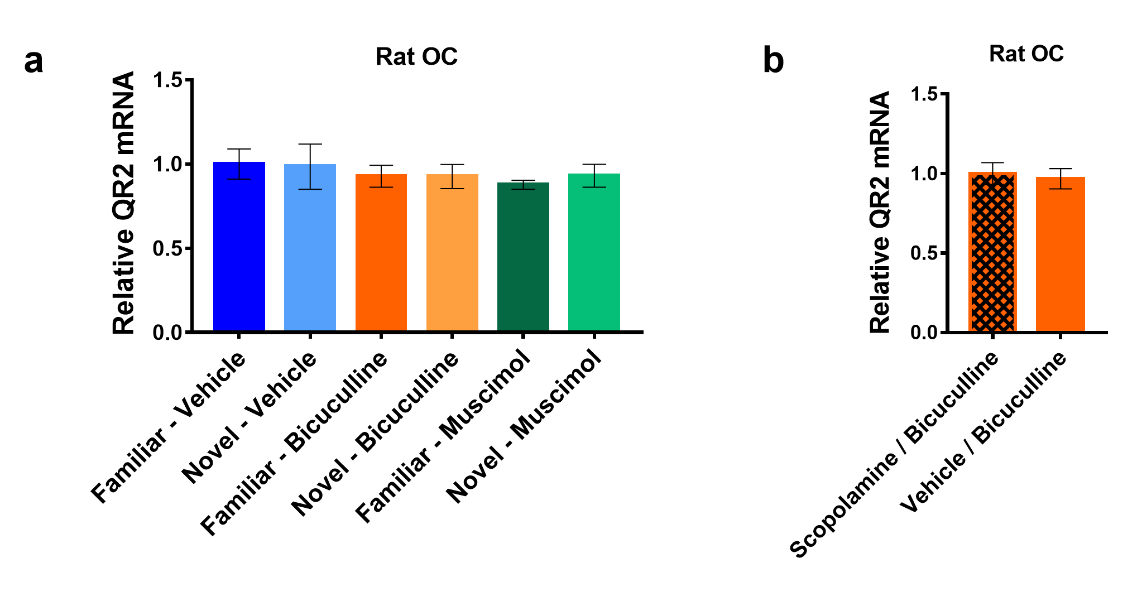 a
Rat OC
Relative QR2 mRNA
1.5
1.0
0.5
0.0
Familiar - Vehicle
Novel - Vehicle
Familiar - Bicuculline
Novel - Bicuculline
Familiar - Muscimol
Novel - Muscimol
b
Rat OC
Relative QR2 mRNA
1.5
1.0
0.5
0.0
Scopolamine / Bicuculline
Vehicle / Bicuculline